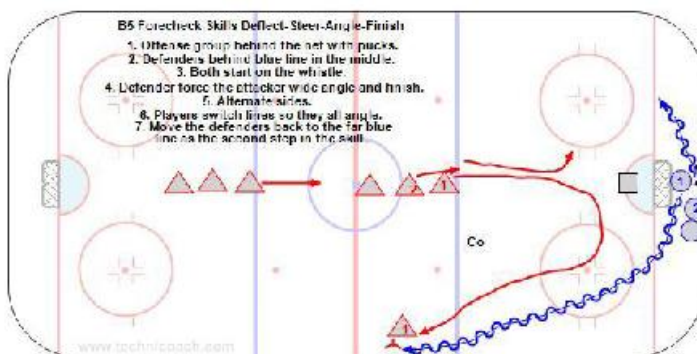 B5 Forecheck Skills Deflect-Steer-Angle-Finish
1. Offense group behind the net with pucks.
2. Defenders behind blue line in the middle.
3. Both start on the whistle.
4. Defender force the attacker wide angle and finish.
5. Alternate sides.
6. Players switch lines so they all angle.
7. Move the defenders back to the far blue
line as the second step in the skill.
2
1
1
2
Co
1
www.technicoach.com